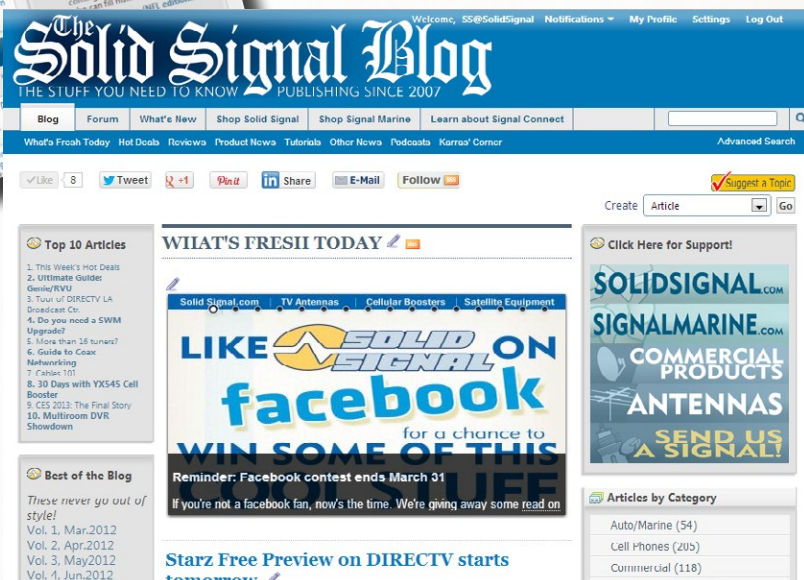 NFL edition
Welcome, SS@SolidSignal Notifications My Profile Settings Log Out
The
Solid Signal Blog
THE STUFF YOU NEED TO KNOW PUBLISHING SINCE 2007
Blog Forum What's New Shop Solid Signal Shop Signal Marine Learn about Signal Connect
What's Fresh Today Hot Deals Reviews Product News Tutorials Other News Podcasts Karras' Corner Advanced Search
Like 8 Tweet +1 Pin it in Share E-Mail Follow
Suggest a Topic
Create Article Go
Top 10 Articles
1. This Week's Hot Deals
2. Ultimate Guide:
Genie/RVU
3. Tour of DIRECTV LA
Broadcast Ctr.
4. Do you need a SWM
Upgrade?
5. More than 16 tuners?
6. Guide to Coax
Networking
7. Cables 101
8. 30 Days with YX545 Cell
Booster
9. CES 2013: The Final Story
10. Multiroom DVR
Showdown
Best of the Blog
These never go out of
style!
Vol. 1, Mar.2012
Vol. 2, Apr.2012
Vol. 3, May2012
Vol. 4, Jun.2012
WHAT'S FRESH TODAY
Solid Signal.com | TV Antennas | Cellular Boosters | Satellite Equipment
LIKE SOLID SIGNAL ON
facebook
for a chance to
WIN SOME OF THIS
COOL STUFF
Reminder: Facebook contest ends March 31
If you're not a facebook fan, now's the time. We're giving away some read on
Starz Free Preview on DIRECTV starts
tomorrow
Click Here for Support!
SOLIDSIGNAL.COM
SIGNALMARINE.COM
COMMERCIAL
PRODUCTS
ANTENNAS
SEND US
A SIGNAL!
Articles by Category
Auto/Marine (54)
Cell Phones (205)
Commercial (118)